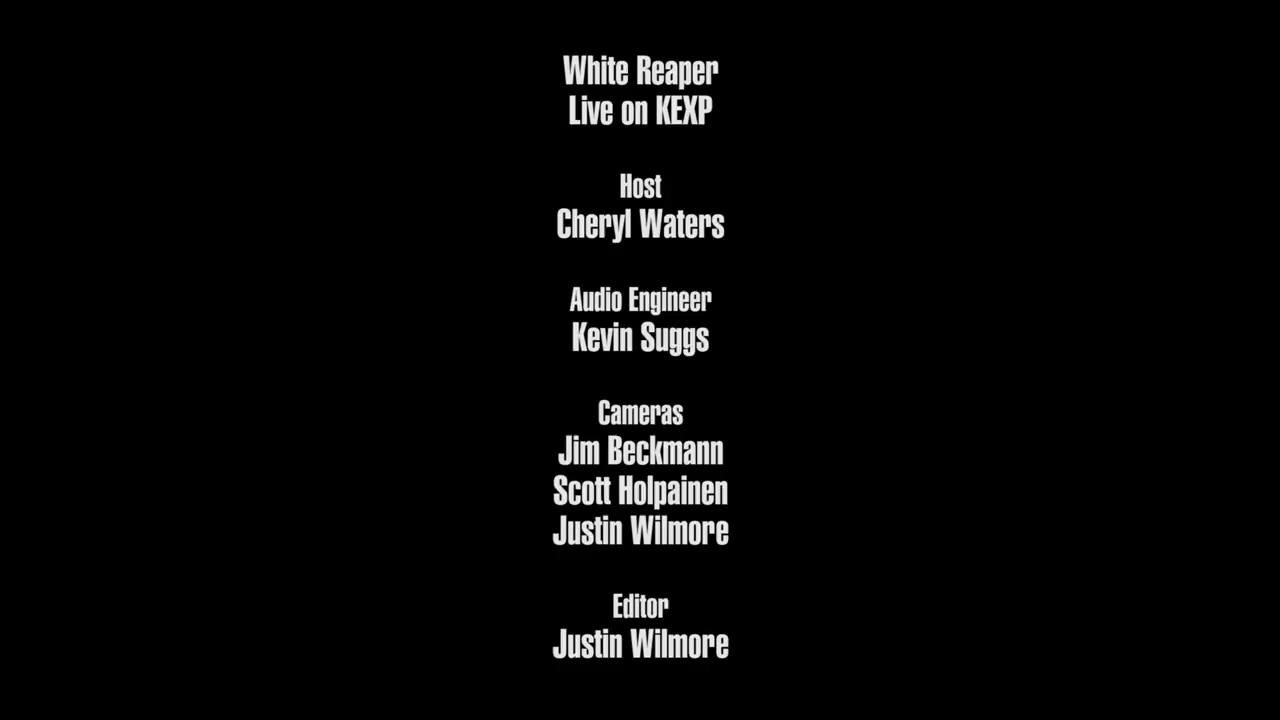 White Reaper
Live on KEXP
Host
Cheryl Waters
Audio Engineer
Kevin Suggs
Cameras
Jim Beckmann
Scott Holpainen
Justin Wilmore
Editor
Justin Wilmore